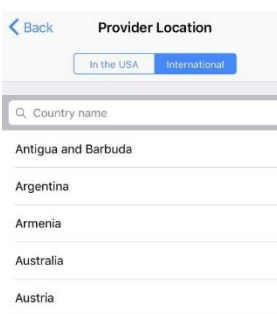 Back Provider Location
In the USA International
Country name
Antigua and Barbuda
Argentina
Armenia
Australia
Austria